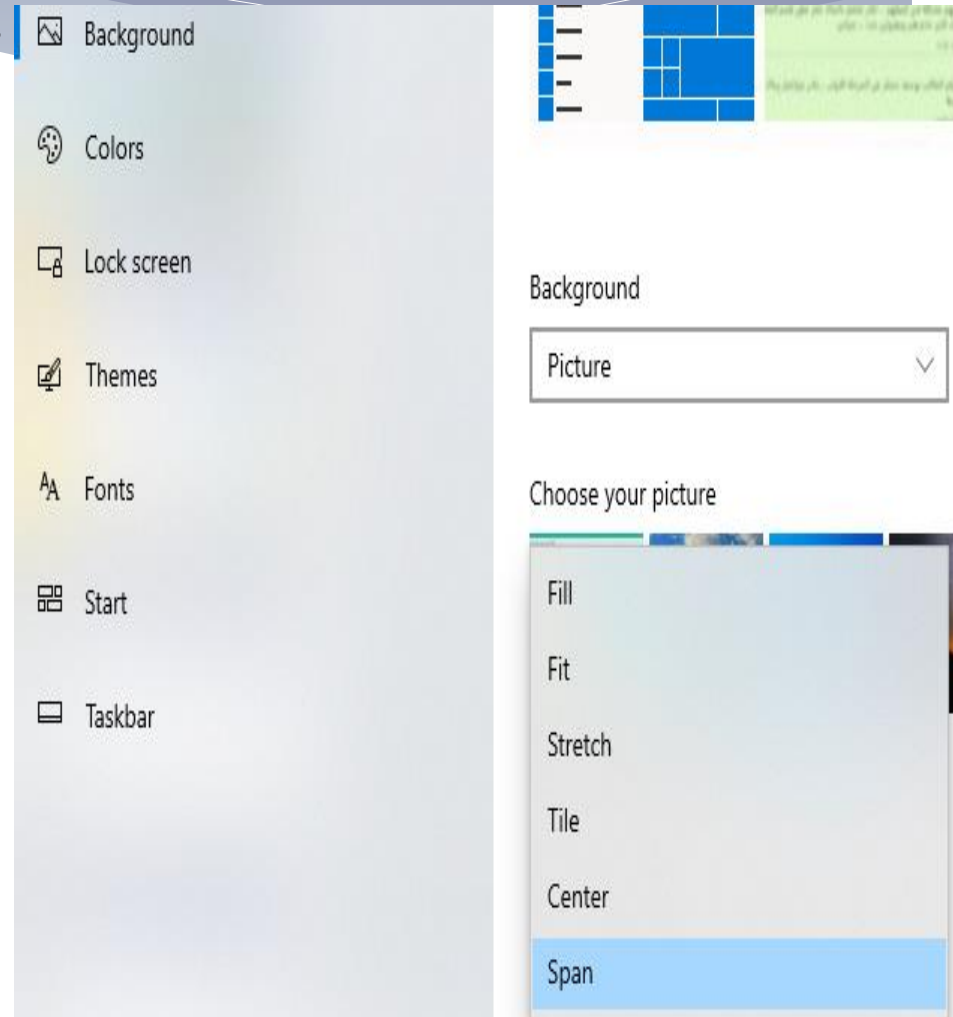 Background
Colors
Lock screen
Themes
Fonts
Start
Taskbar
Background
Picture
Choose your picture
Fill
Fit
Stretch
Tile
Center
Span